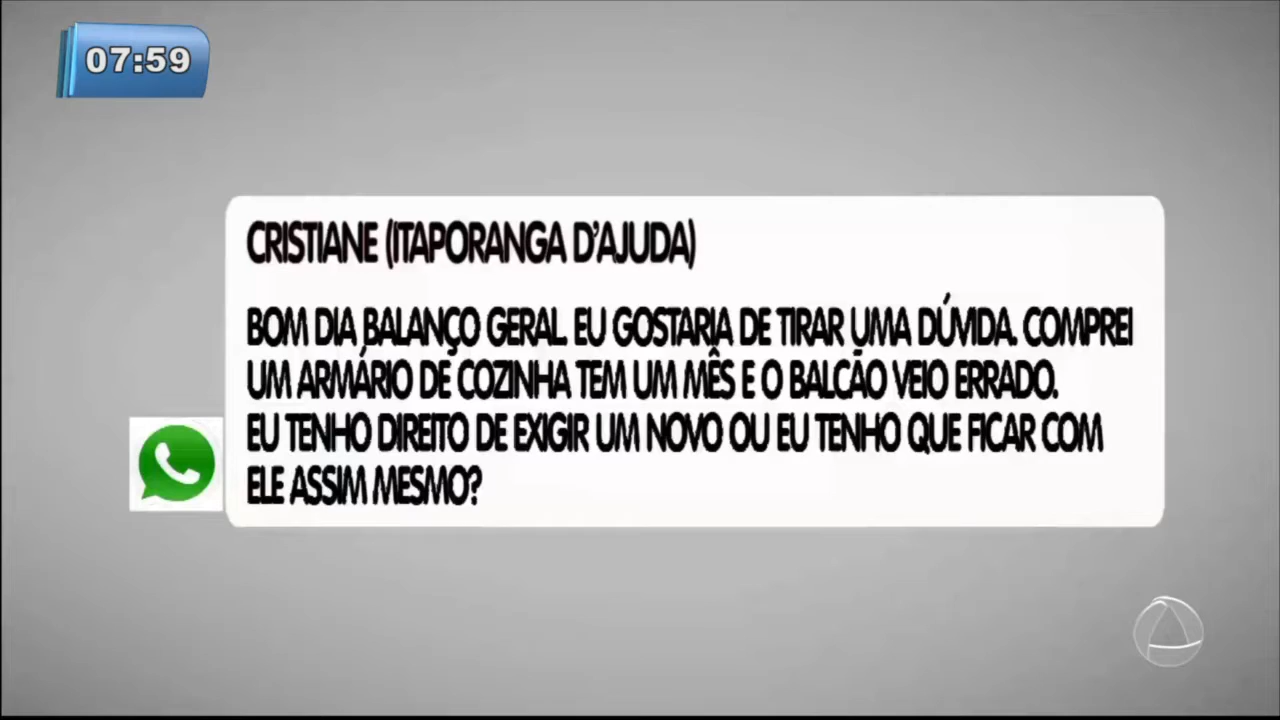 07:59
CRISTIANE (ITAPORANGA D'AJUDA)
BOM DIA BALANÇO GERAL. EU GOSTARIA DE TIRAR UMA DÚVIDA. COMPREI
UM ARMÁRIO DE COZINHA TEM UM MÊS E O BALCÃO VEIO ERRADO.
EU TENHO DIREITO DE EXIGIR UM NOVO OU EU TENHO QUE FICAR COM
ELE ASSIM MESMO?